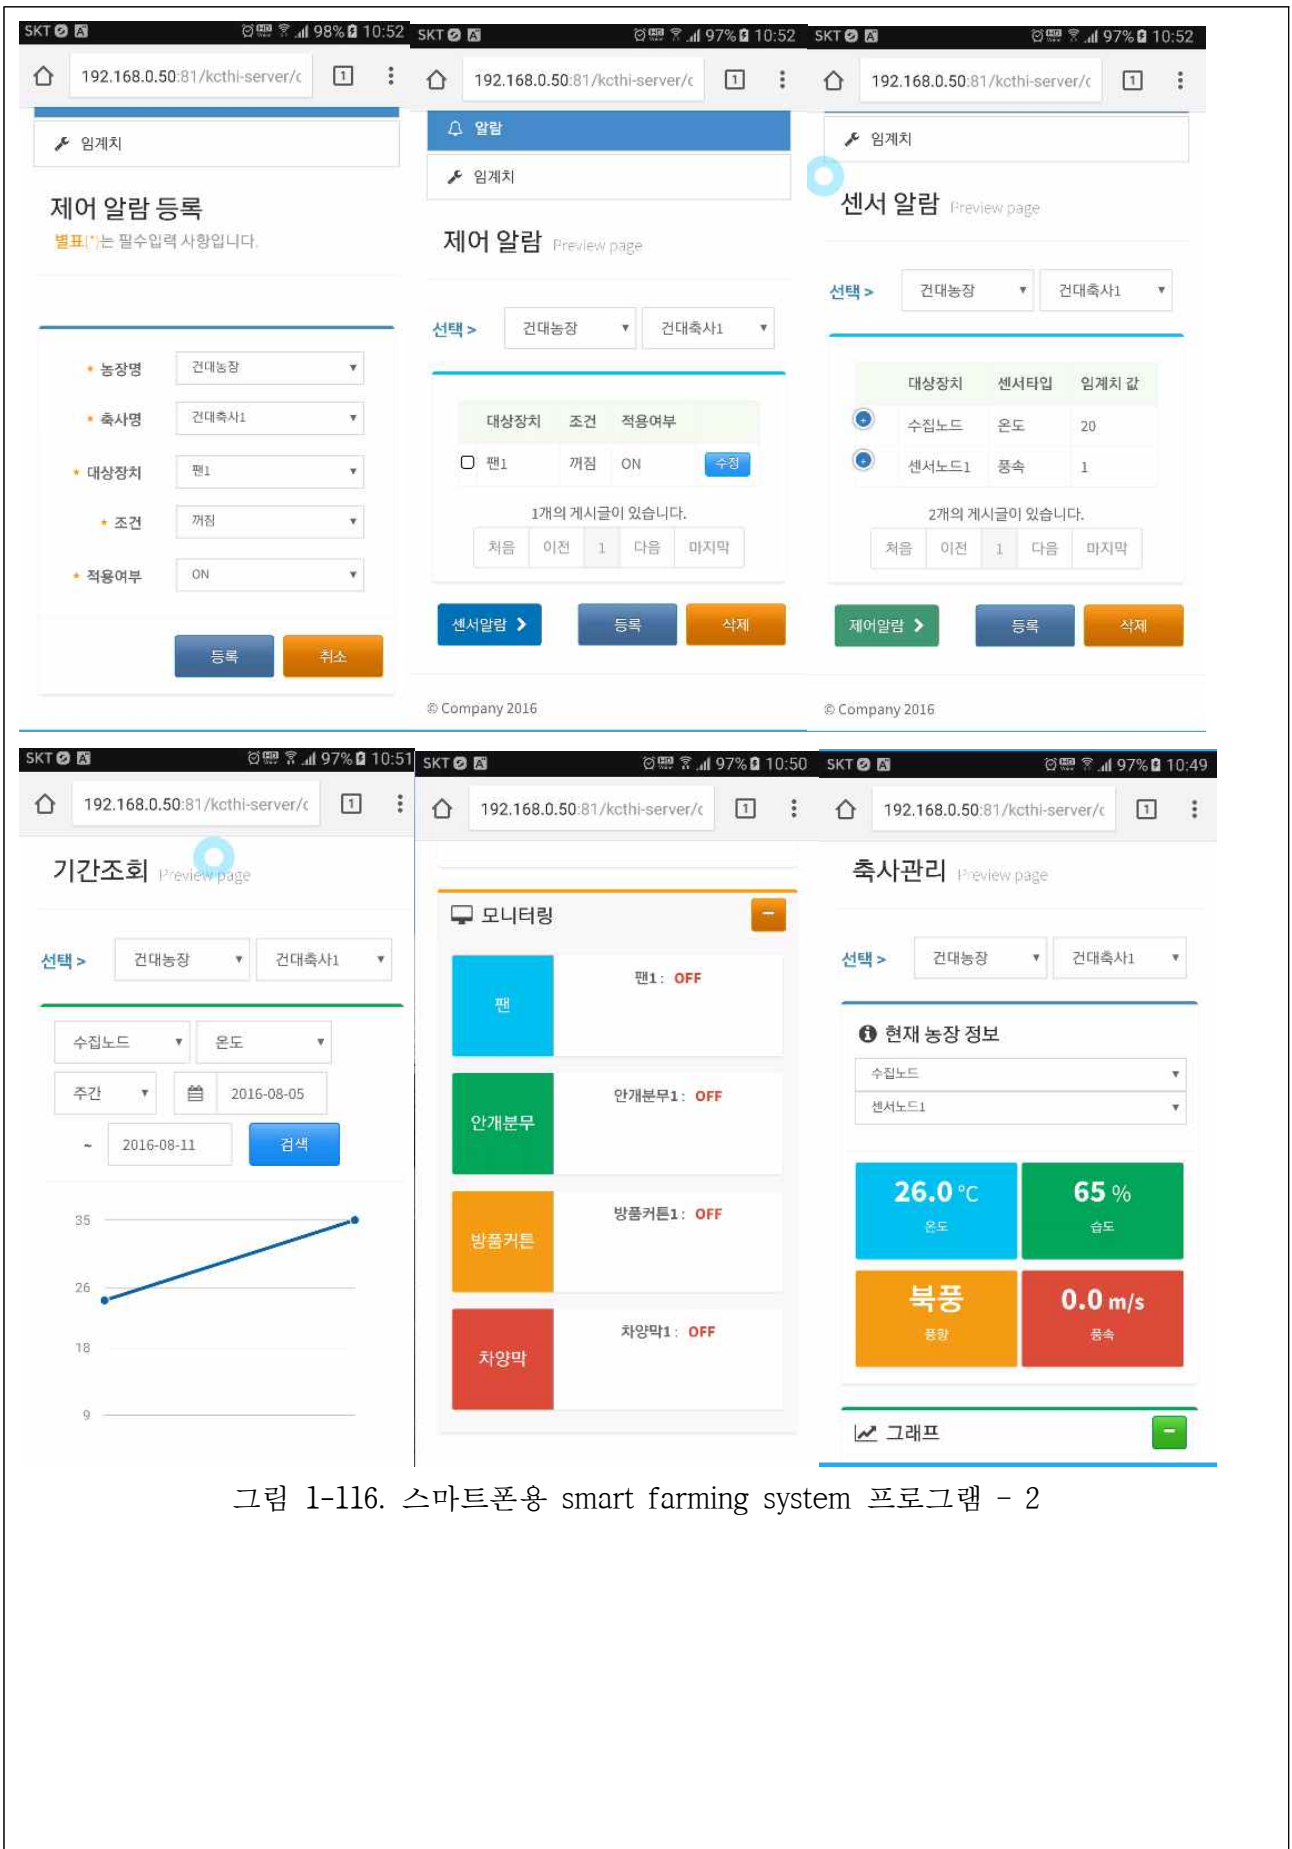 SKT 98% 10:52
192.168.0.50:81/kcthi-server/c 1
임계치
제어 알람 등록
별표(*)는 필수입력 사항입니다.
* 농장명 건대농장
* 축사명 건대축사1
* 대상장치 팬1
* 조건 꺼짐
* 적용여부 ON
등록 취소
SKT 97% 10:52
192.168.0.50:81/kcthi-server/c 1
알람
임계치
제어 알람 Preview page
선택 > 건대농장 건대축사1
대상장치 조건 적용여부
팬1 꺼짐 ON 수정
1개의 게시글이 있습니다.
처음 이전 1 다음 마지막
센서알람 등록 삭제
© Company 2016
SKT 97% 10:52
192.168.0.50:81/kcthi-server/c 1
임계치
센서 알람 Preview page
선택 > 건대농장 건대축사1
대상장치 센서타입 임계치 값
수집노드 온도 20
센서노드1 풍속 1
2개의 게시글이 있습니다.
처음 이전 1 다음 마지막
제어알람 등록 삭제
© Company 2016
SKT 97% 10:51
192.168.0.50:81/kcthi-server/c 1
기간조회 Preview page
선택 > 건대농장 건대축사1
수집노드 온도
주간 2016-08-05
~ 2016-08-11 검색
35
26
18
9
SKT 97% 10:50
192.168.0.50:81/kcthi-server/c 1
모니터링
팬 팬1 : OFF
안개분무 안개분무1 : OFF
방풍커튼 방풍커튼1 : OFF
차양막 차양막1 : OFF
SKT 97% 10:49
192.168.0.50:81/kcthi-server/c 1
축사관리 Preview page
선택 > 건대농장 건대축사1
현재 농장 정보
수집노드
센서노드1
26.0 °C 65 %
온도 습도
북풍 0.0 m/s
풍향 풍속
그래프
그림 1-116. 스마트폰용 smart farming system 프로그램 - 2